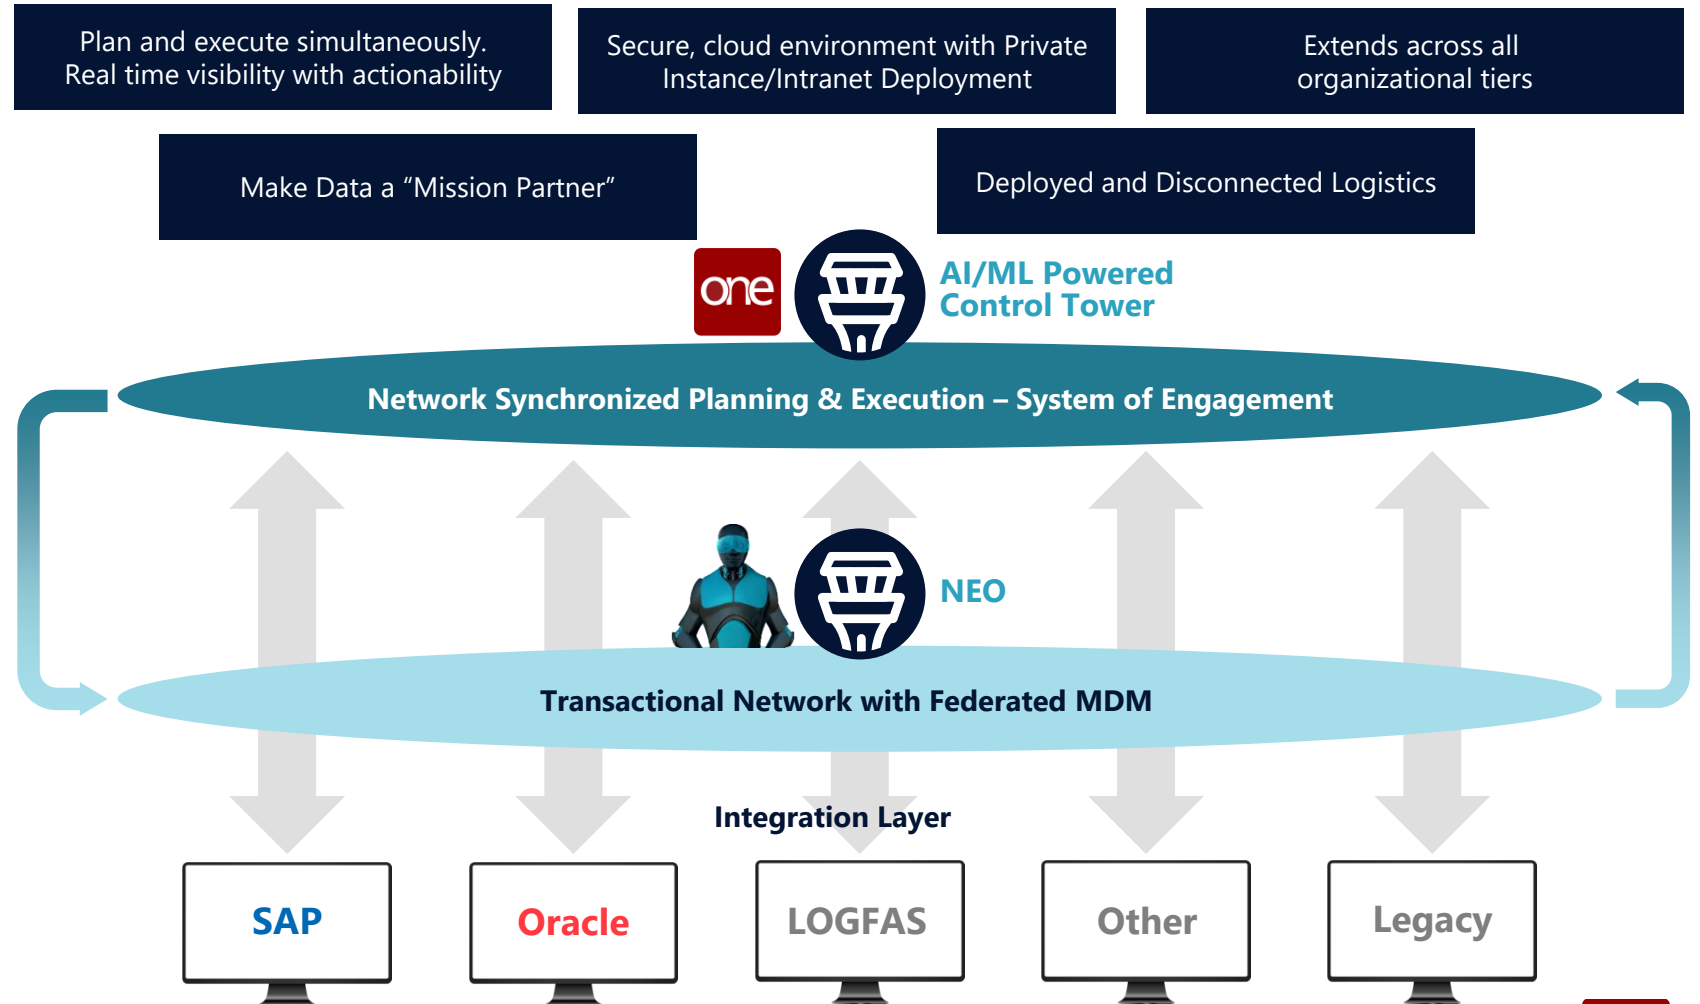 Plan and execute simultaneously.
Real time visibility with actionability
Secure, cloud environment with Private
Instance/Intranet Deployment
Extends across all
organizational tiers
Make Data a “Mission Partner”
Deployed and Disconnected Logistics
one
AI/ML Powered
Control Tower
Network Synchronized Planning & Execution – System of Engagement
NEO
Transactional Network with Federated MDM
Integration Layer
SAP
Oracle
LOGFAS
Other
Legacy